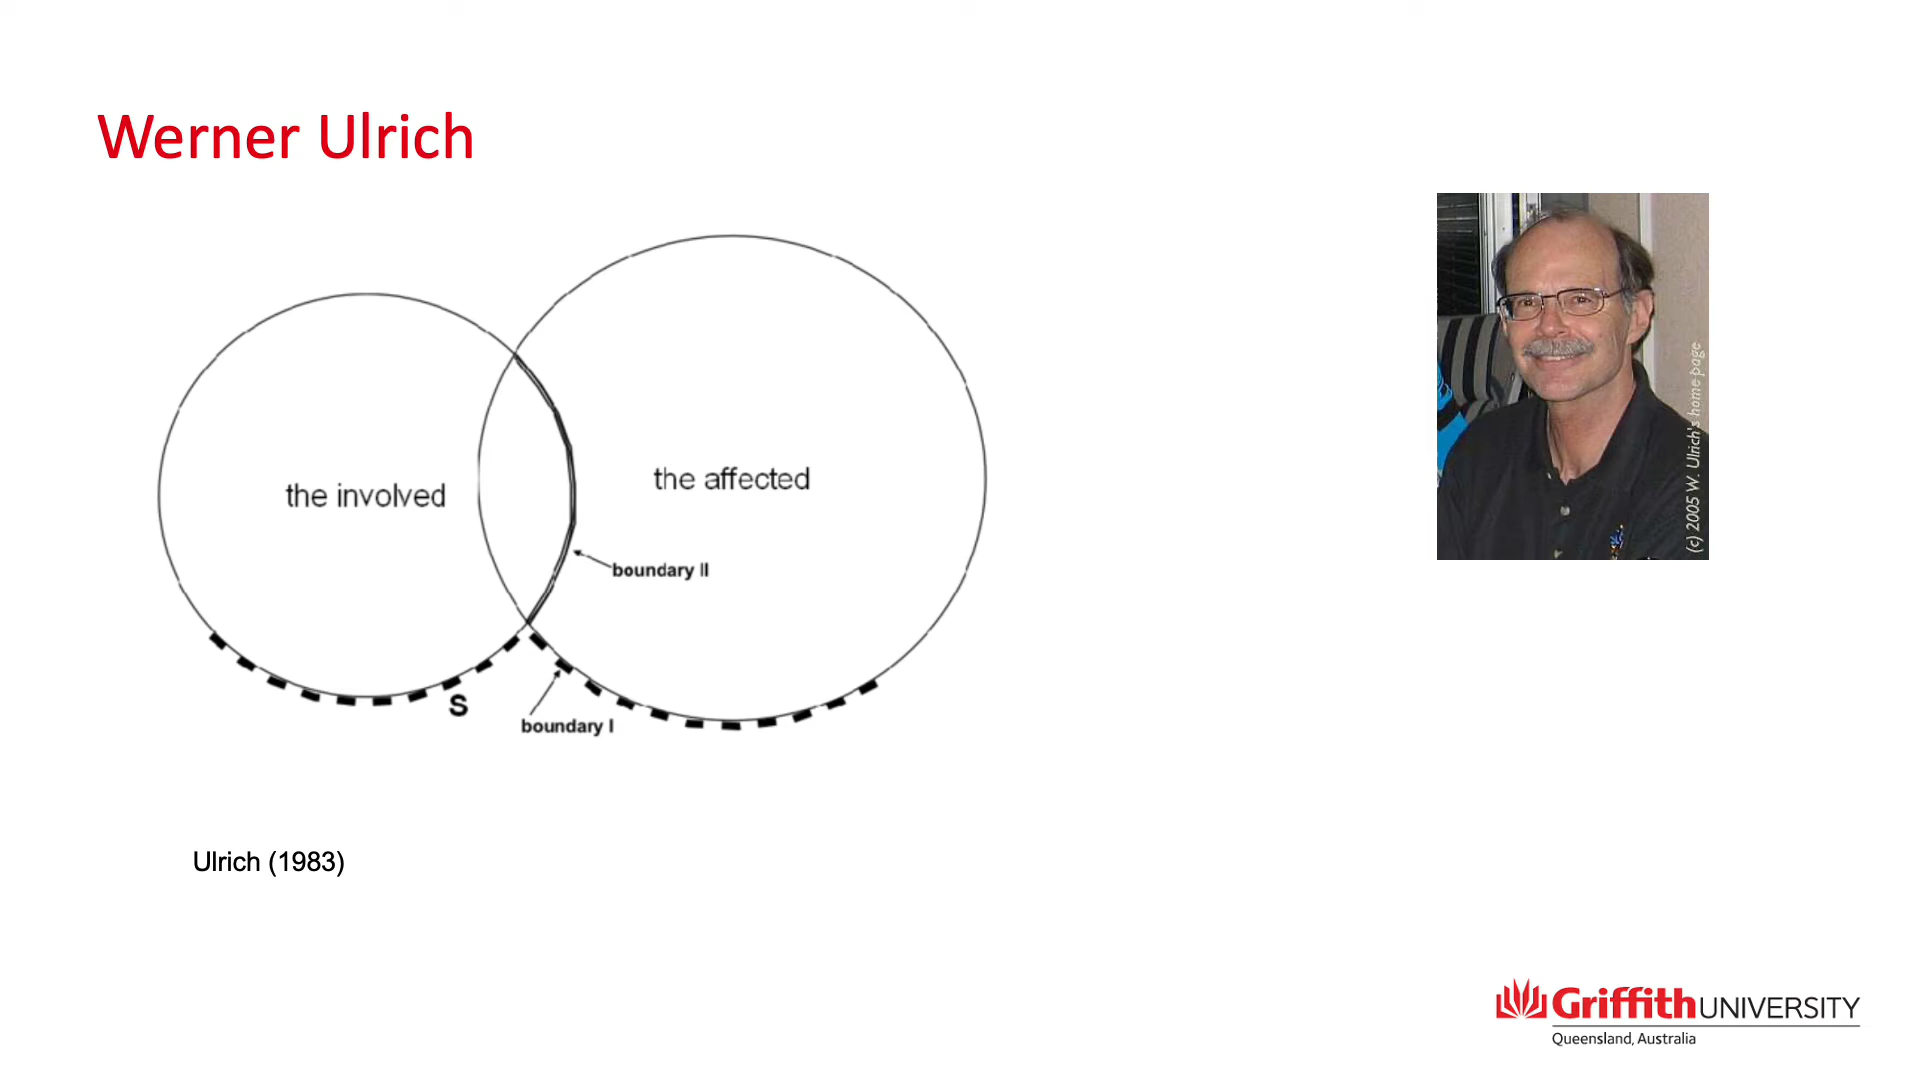 Werner Ulrich
the involved
the affected
boundary II
S
boundary I
(c) 2005 W. Ulrich's home page
Ulrich (1983)
Griffith UNIVERSITY
Queensland, Australia